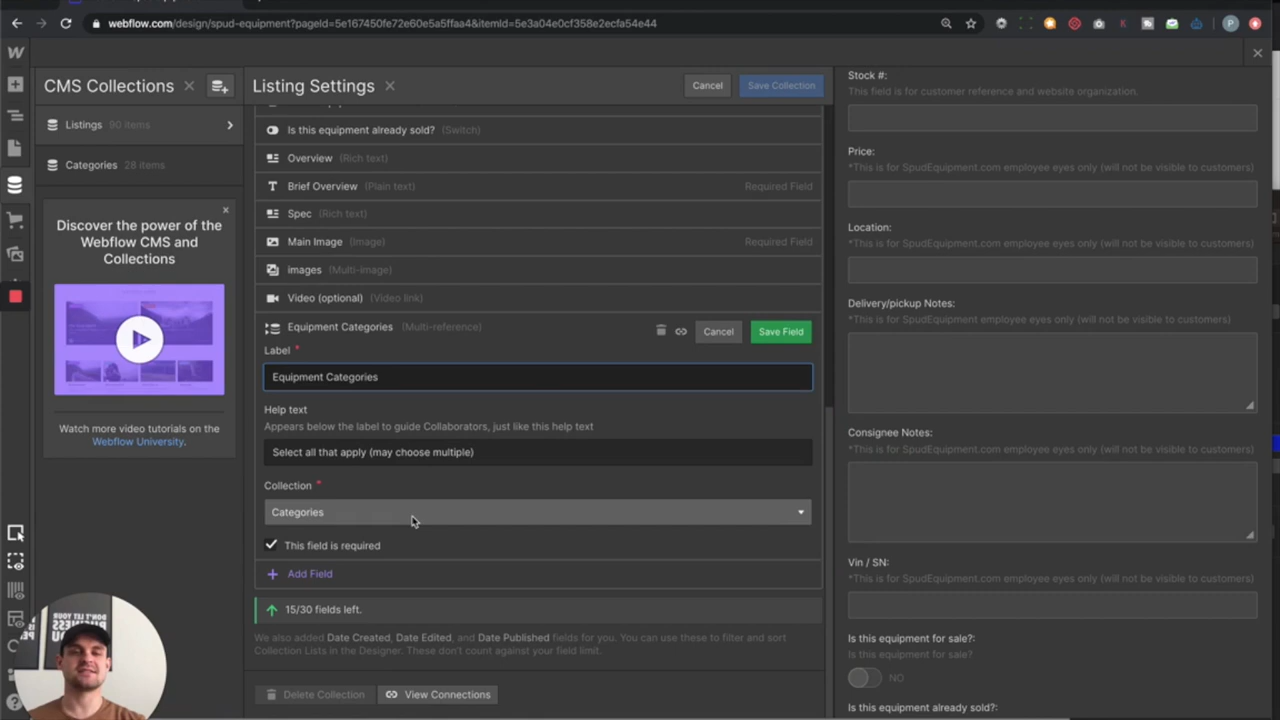 webflow.com/design/spud-equipment?pageId=5e167450fe72e60e5a5ffaa4&itemId=5e3a04e0cf358e2ecfa54e44
K
P
W
CMS Collections
Listings 90 items
Categories 28 items
Discover the power of the
Webflow CMS and
Collections
Watch more video tutorials on the
Webflow University.
Listing Settings
Cancel
Save Collection
Is this equipment already sold? (Switch)
Overview (Rich text)
Brief Overview (Plain text) Required Field
Spec (Rich text)
Main Image (Image) Required Field
images (Multi-image)
Video (optional) (Video link)
Equipment Categories (Multi-reference)
Cancel
Save Field
Label *
Equipment Categories
Help text
Appears below the label to guide Collaborators, just like this help text
Select all that apply (may choose multiple)
Collection *
Categories
This field is required
+ Add Field
15/30 fields left.
We also added Date Created, Date Edited, and Date Published fields for you. You can use these to filter and sort
Collection Lists in the Designer. These don't count against your field limit.
Delete Collection
View Connections
Stock #:
This field is for customer reference and website organization.
Price:
*This is for SpudEquipment.com employee eyes only (will not be visible to customers)
Location:
*This is for SpudEquipment.com employee eyes only (will not be visible to customers)
Delivery/pickup Notes:
*This is for SpudEquipment employee eyes only (will not be visible to customers)
Consignee Notes:
*This is for SpudEquipment.com employee eyes only (will not be visible to customers)
Vin / SN:
*This is for SpudEquipment.com employee eyes only (will not be visible to customers)
Is this equipment for sale?:
Is this equipment for sale?
NO
Is this equipment already sold?: